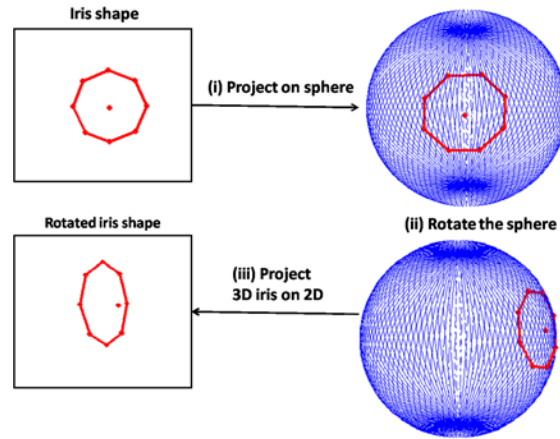 Iris shape
(i) Project on sphere
Rotated iris shape
(ii) Rotate the sphere
(iii) Project
3D iris on 2D